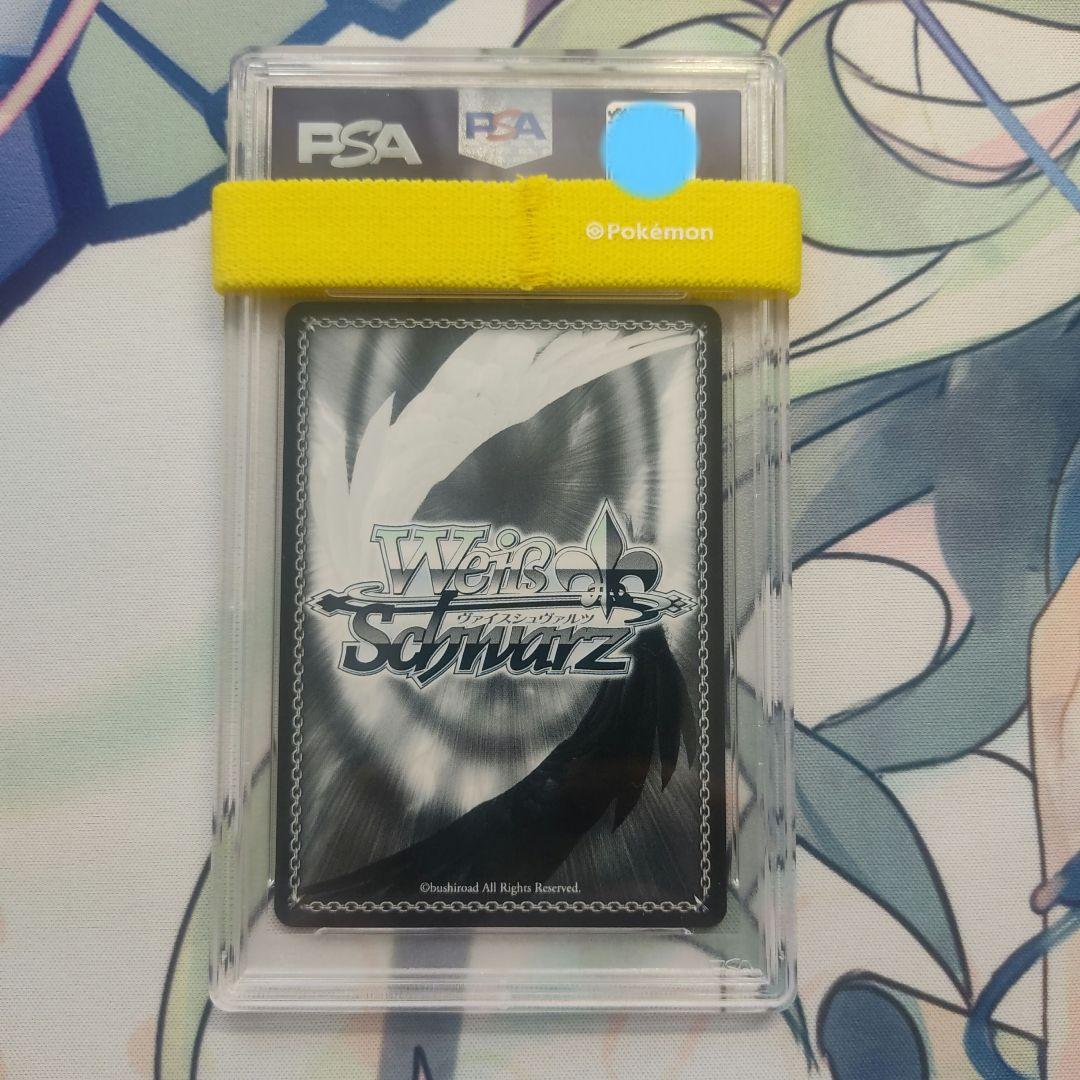 PSA
PSA
Pokémon
Weiß
ヴァイスシュヴァルツ
Schwarz
©bushiroad All Rights Reserved.
PSA